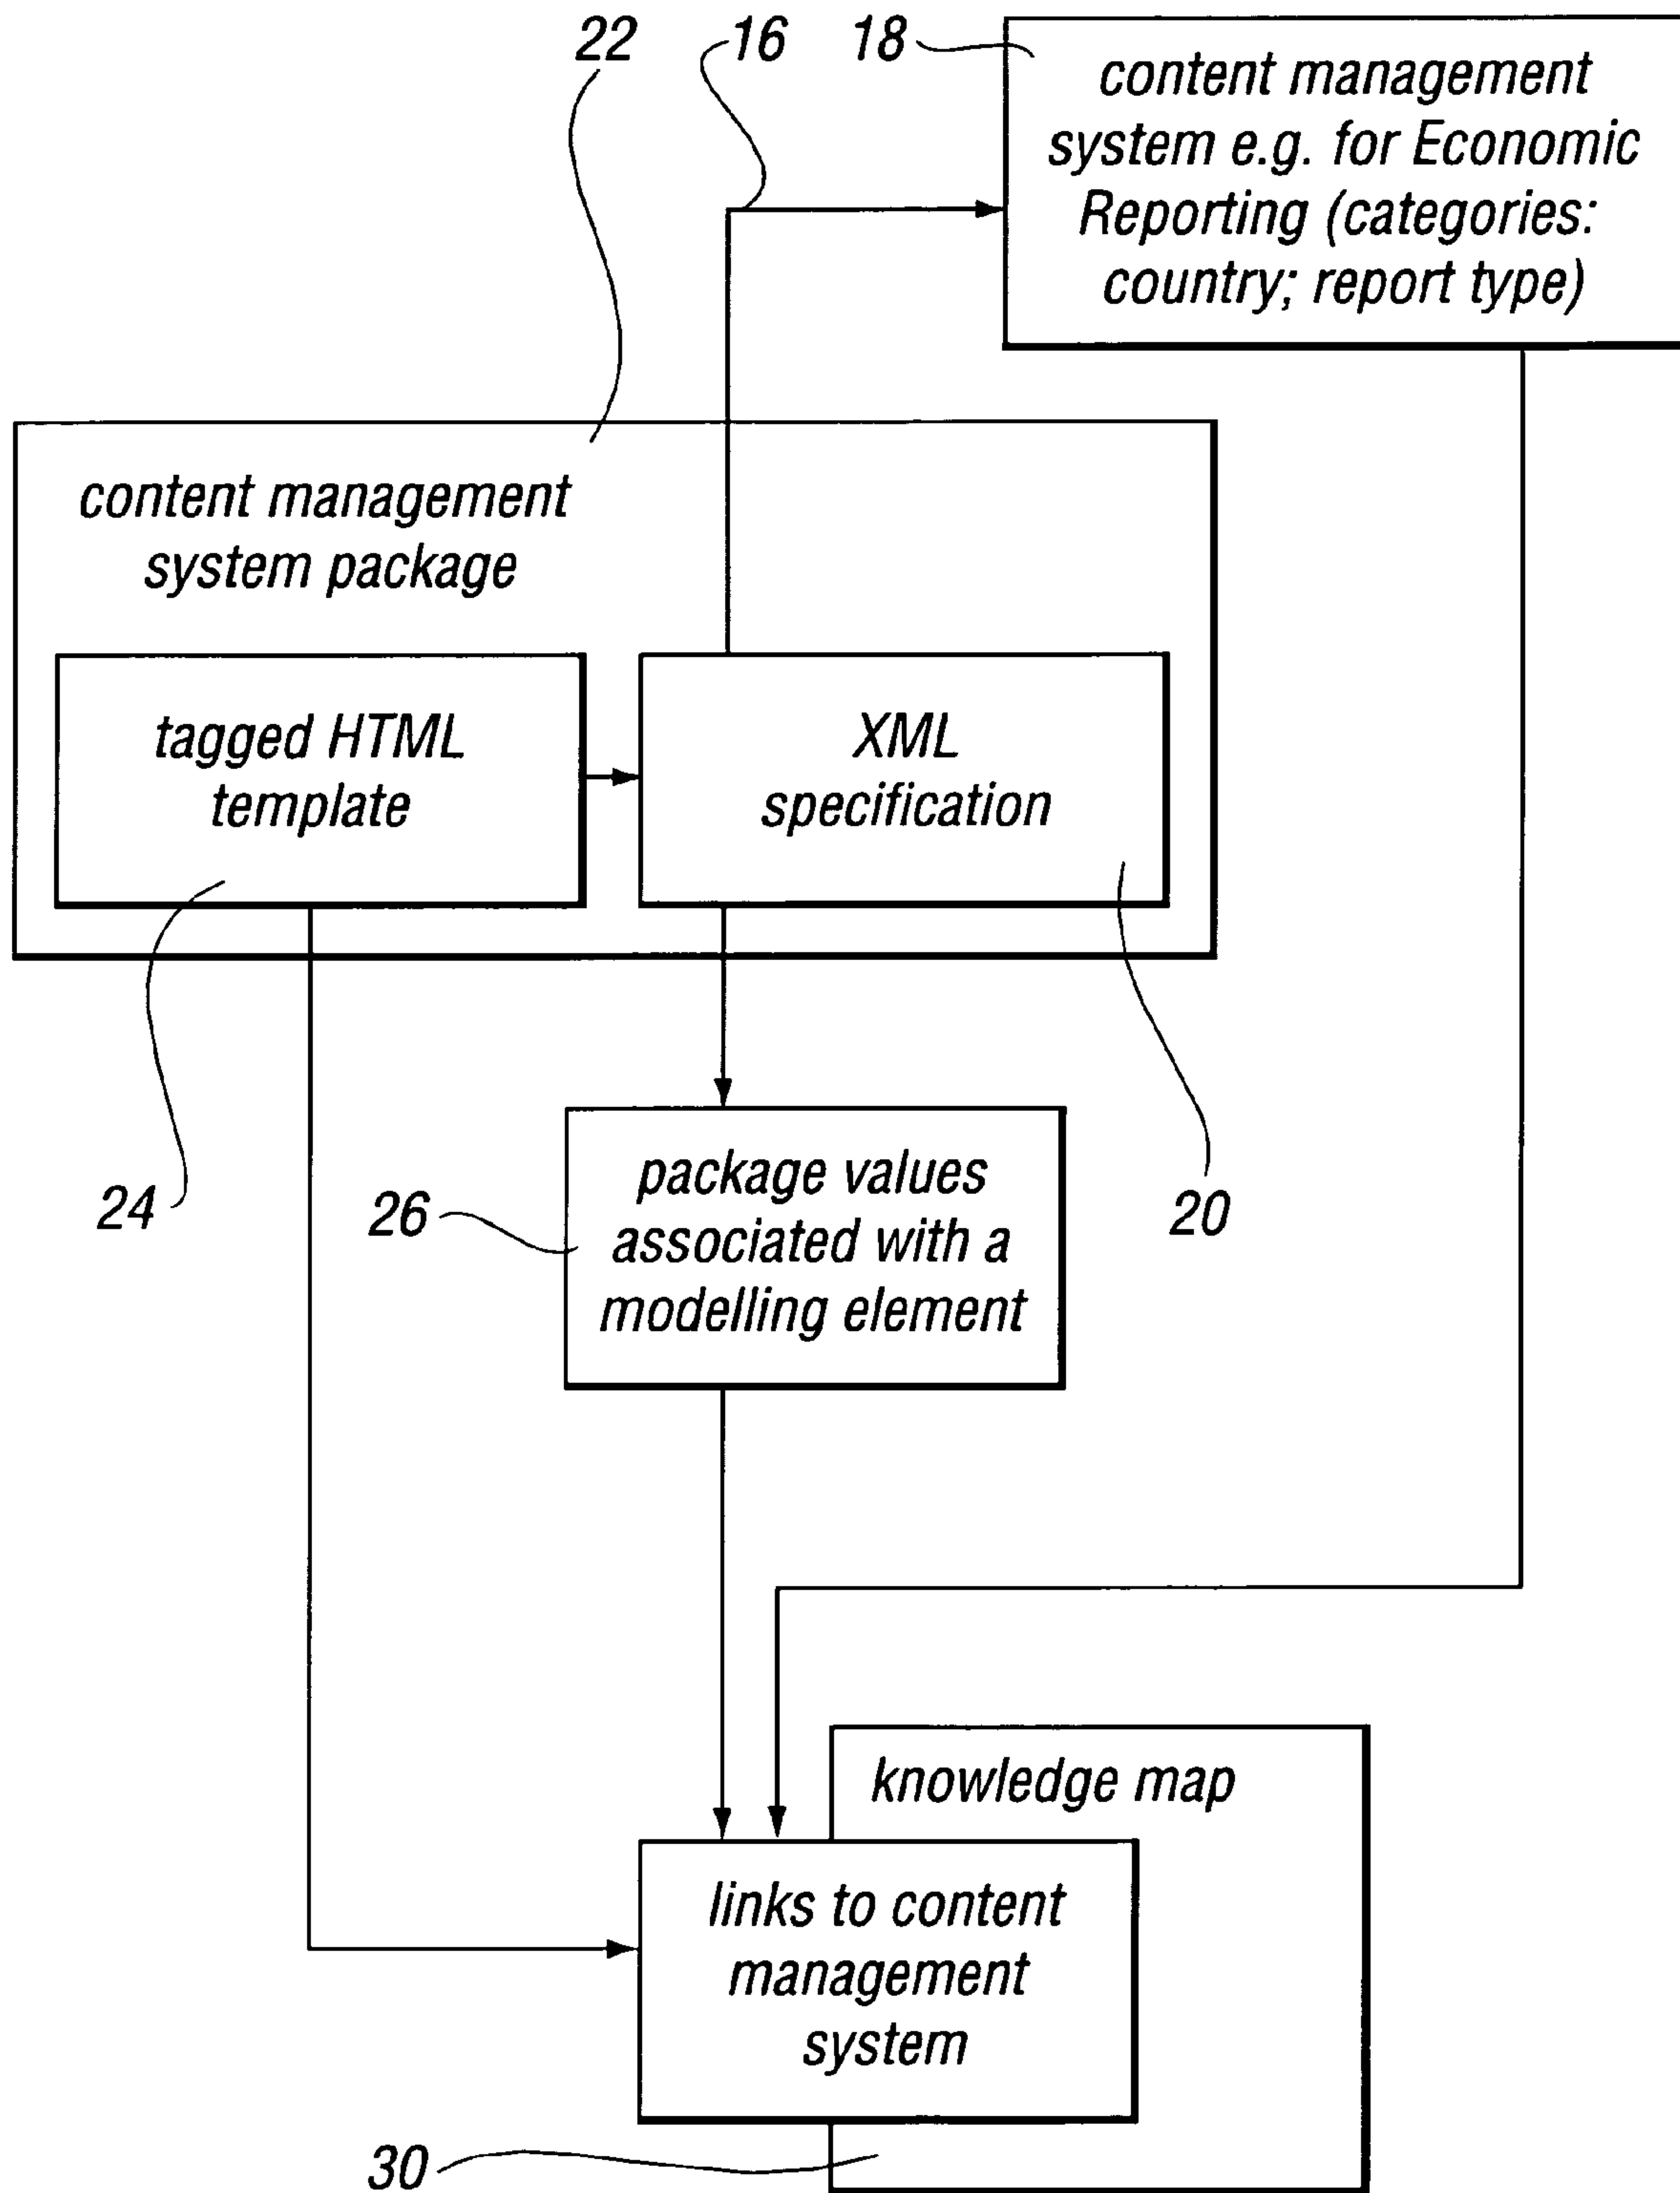 22
16
18
content management
system e.g. for Economic
Reporting (categories:
country; report type)
content management
system package
tagged HTML
template
XML
specification
24
26
package values
associated with a
modelling element
20
knowledge map
links to content
management
system
30